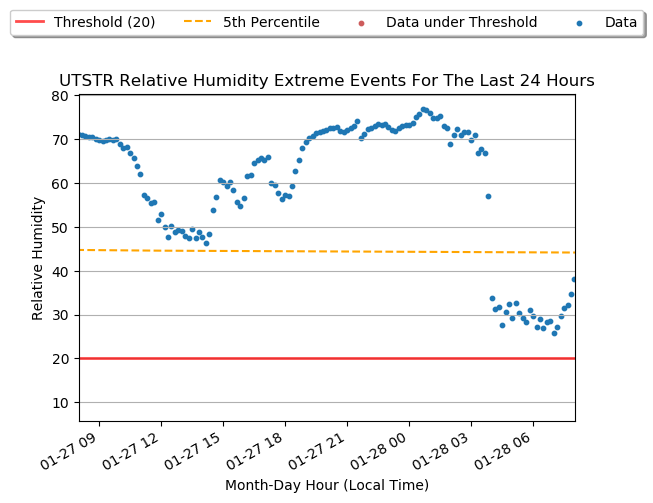 Threshold (20) 5th Percentile Data under Threshold Data
UTSTR Relative Humidity Extreme Events For The Last 24 Hours
80
70
60
50
40
30
20
10
Relative Humidity
01-27 09 01-27 12 01-27 15 01-27 18 01-27 21 01-28 00 01-28 03 01-28 06
Month-Day Hour (Local Time)